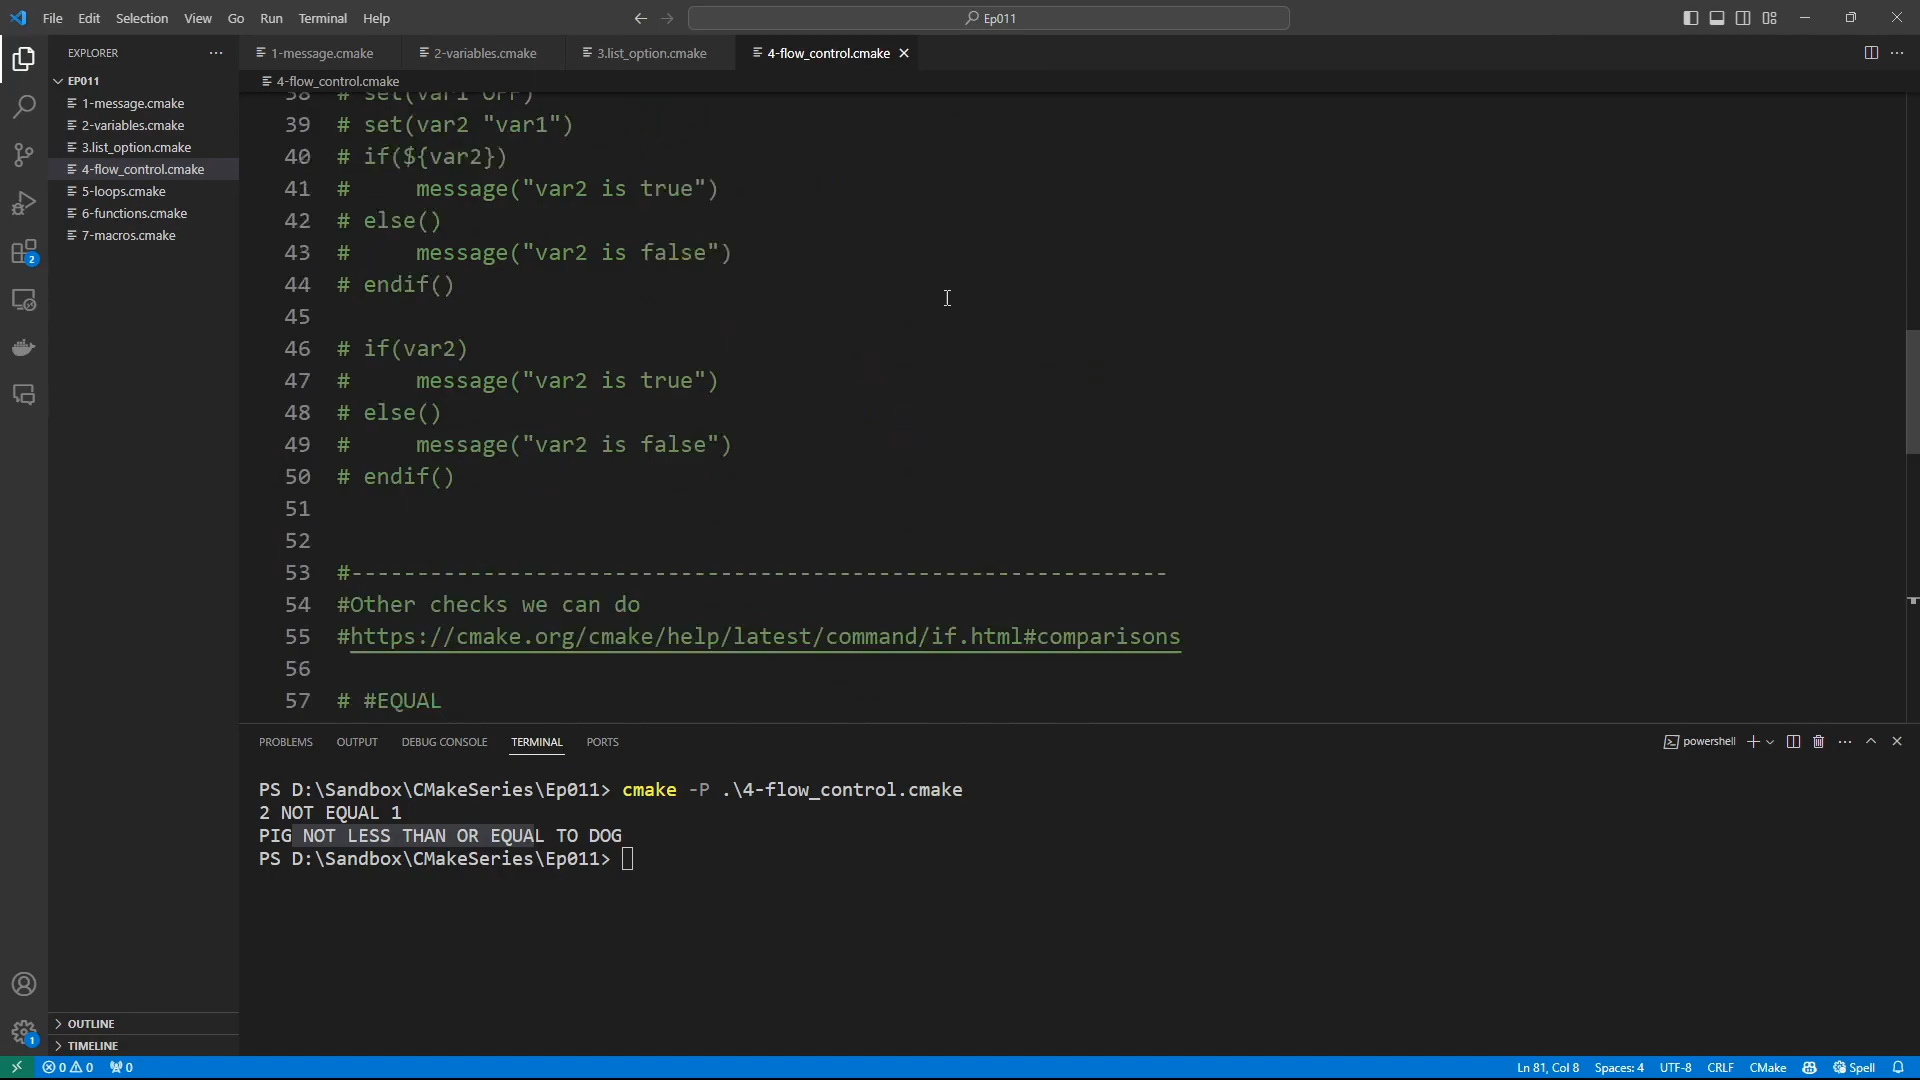 File Edit Selection View Go Run Terminal Help
Ep011
EXPLORER
1-message.cmake
2-variables.cmake
3.list_option.cmake
4-flow_control.cmake
EP011
1-message.cmake
2-variables.cmake
3.list_option.cmake
4-flow_control.cmake
5-loops.cmake
6-functions.cmake
7-macros.cmake
4-flow_control.cmake
38 # set(var1 OFF)
39 # set(var2 "var1")
40 # if(${var2})
41 #     message("var2 is true")
42 # else()
43 #     message("var2 is false")
44 # endif()
45
46 # if(var2)
47 #     message("var2 is true")
48 # else()
49 #     message("var2 is false")
50 # endif()
51
52
53 #--------------------------------------------------------------
54 #Other checks we can do
55 #https://cmake.org/cmake/help/latest/command/if.html#comparisons
56
57 # #EQUAL
2
1
PROBLEMS OUTPUT DEBUG CONSOLE TERMINAL PORTS
powershell
PS D:\Sandbox\CMakeSeries\Ep011> cmake -P .\4-flow_control.cmake
2 NOT EQUAL 1
PIG NOT LESS THAN OR EQUAL TO DOG
PS D:\Sandbox\CMakeSeries\Ep011>
OUTLINE
TIMELINE
0 0 0
Ln 81, Col 8 Spaces: 4 UTF-8 CRLF CMake Spell